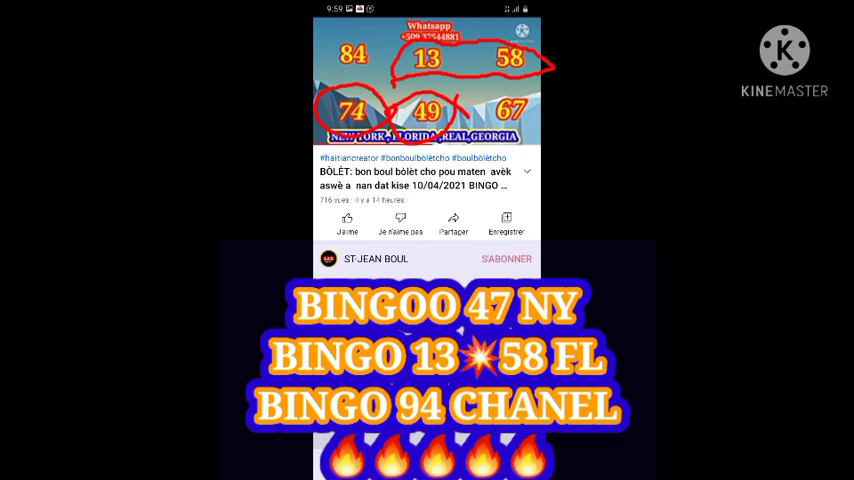 9:59
Whatsapp
+509 37544881
84 13 58
74 49 67
NEW YORK , FLORIDA ,REAL,GEORGIA
#haitiancreator #bonboulbòlètcho #boulbòlètcho
BÒLÈT: bon boul bòlèt cho pou maten avèk
aswè a nan dat kise 10/04/2021 BINGO ...
716 vues · il y a 14 heures
J'aime Je n'aime pas Partager Enregistrer
ST-JEAN BOUL S'ABONNER
BINGOO 47 NY
BINGO 13💥58 FL
BINGO 94 CHANEL
🔥🔥🔥🔥🔥
K
KINEMASTER